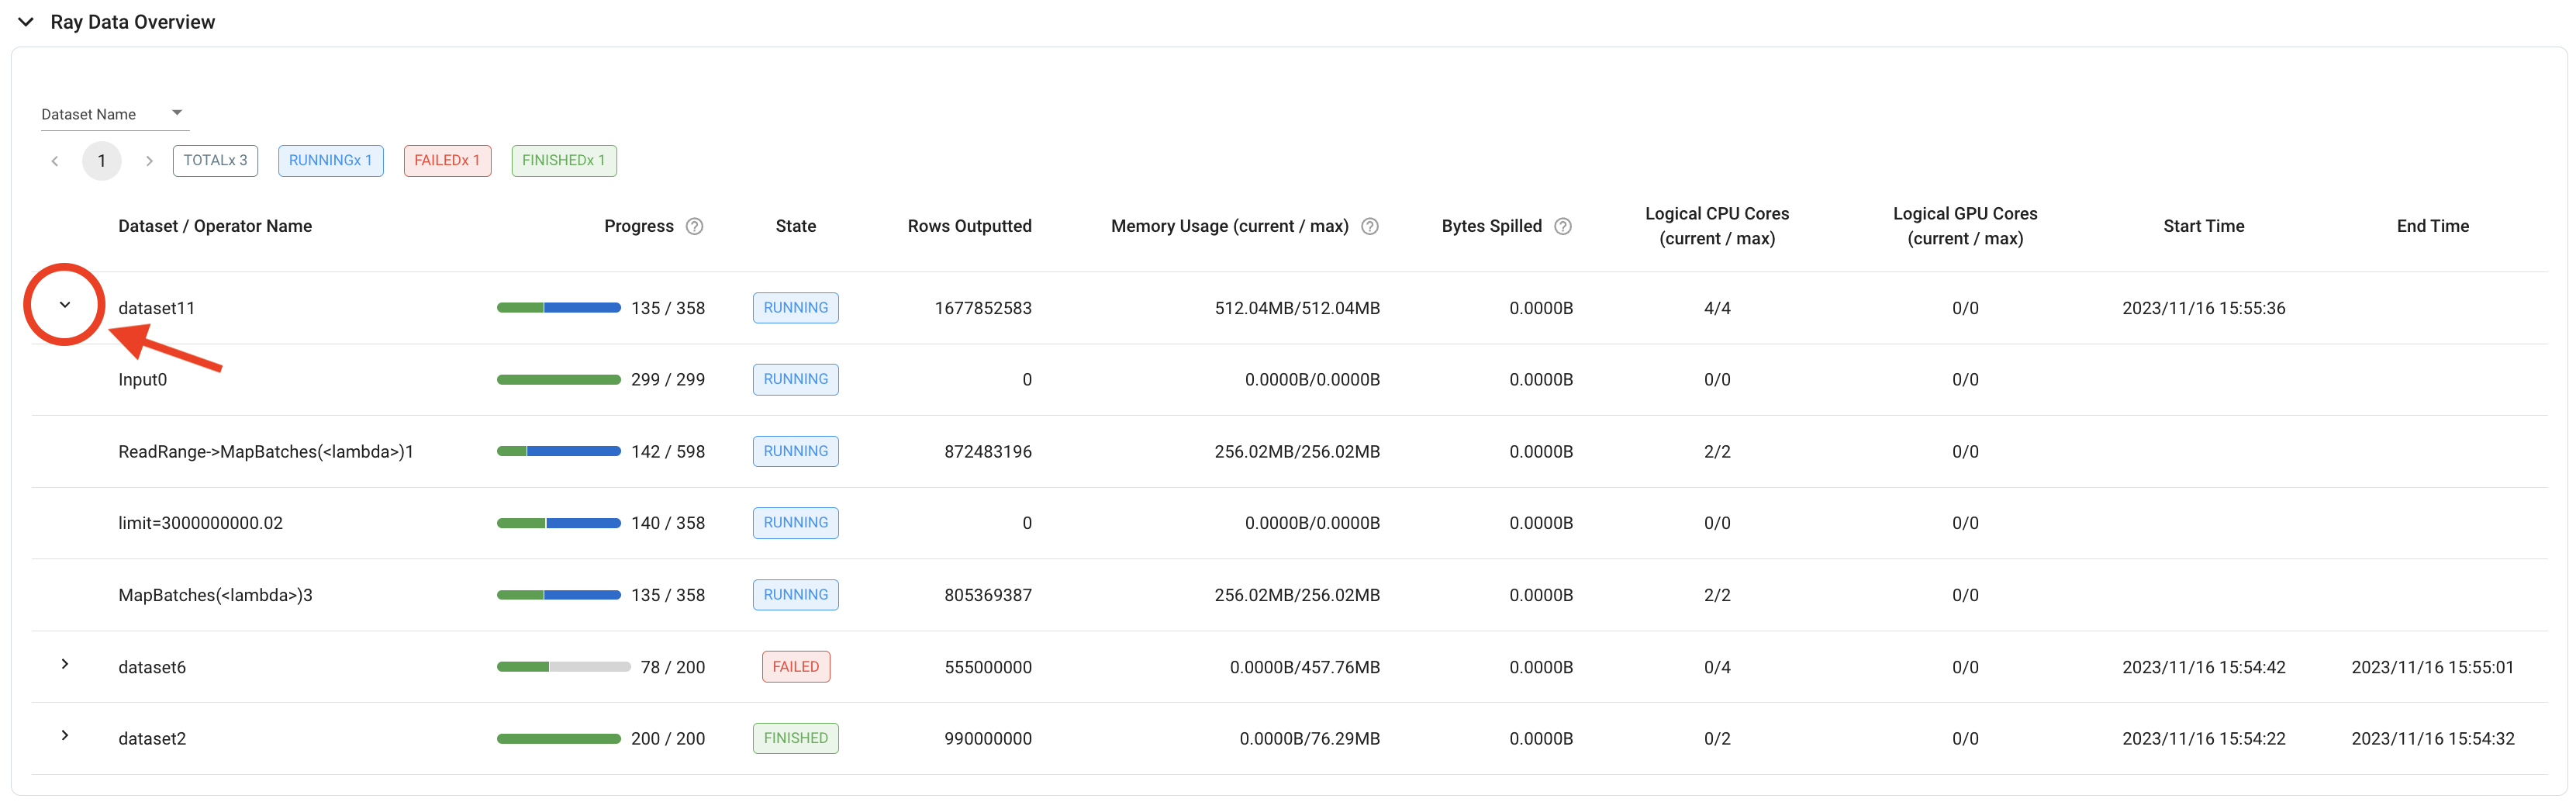 Ray Data Overview
Dataset Name
1 TOTALx 3 RUNNINGx 1 FAILEDx 1 FINISHEDx 1
Dataset / Operator Name Progress State Rows Outputted Memory Usage (current / max) Bytes Spilled Logical CPU Cores (current / max) Logical GPU Cores (current / max) Start Time End Time
dataset11 135 / 358 RUNNING 1677852583 512.04MB/512.04MB 0.0000B 4/4 0/0 2023/11/16 15:55:36
Input0 299 / 299 RUNNING 0 0.0000B/0.0000B 0.0000B 0/0 0/0
ReadRange->MapBatches(<lambda>)1 142 / 598 RUNNING 872483196 256.02MB/256.02MB 0.0000B 2/2 0/0
limit=3000000000.02 140 / 358 RUNNING 0 0.0000B/0.0000B 0.0000B 0/0 0/0
MapBatches(<lambda>)3 135 / 358 RUNNING 805369387 256.02MB/256.02MB 0.0000B 2/2 0/0
dataset6 78 / 200 FAILED 555000000 0.0000B/457.76MB 0.0000B 0/4 0/0 2023/11/16 15:54:42 2023/11/16 15:55:01
dataset2 200 / 200 FINISHED 990000000 0.0000B/76.29MB 0.0000B 0/2 0/0 2023/11/16 15:54:22 2023/11/16 15:54:32